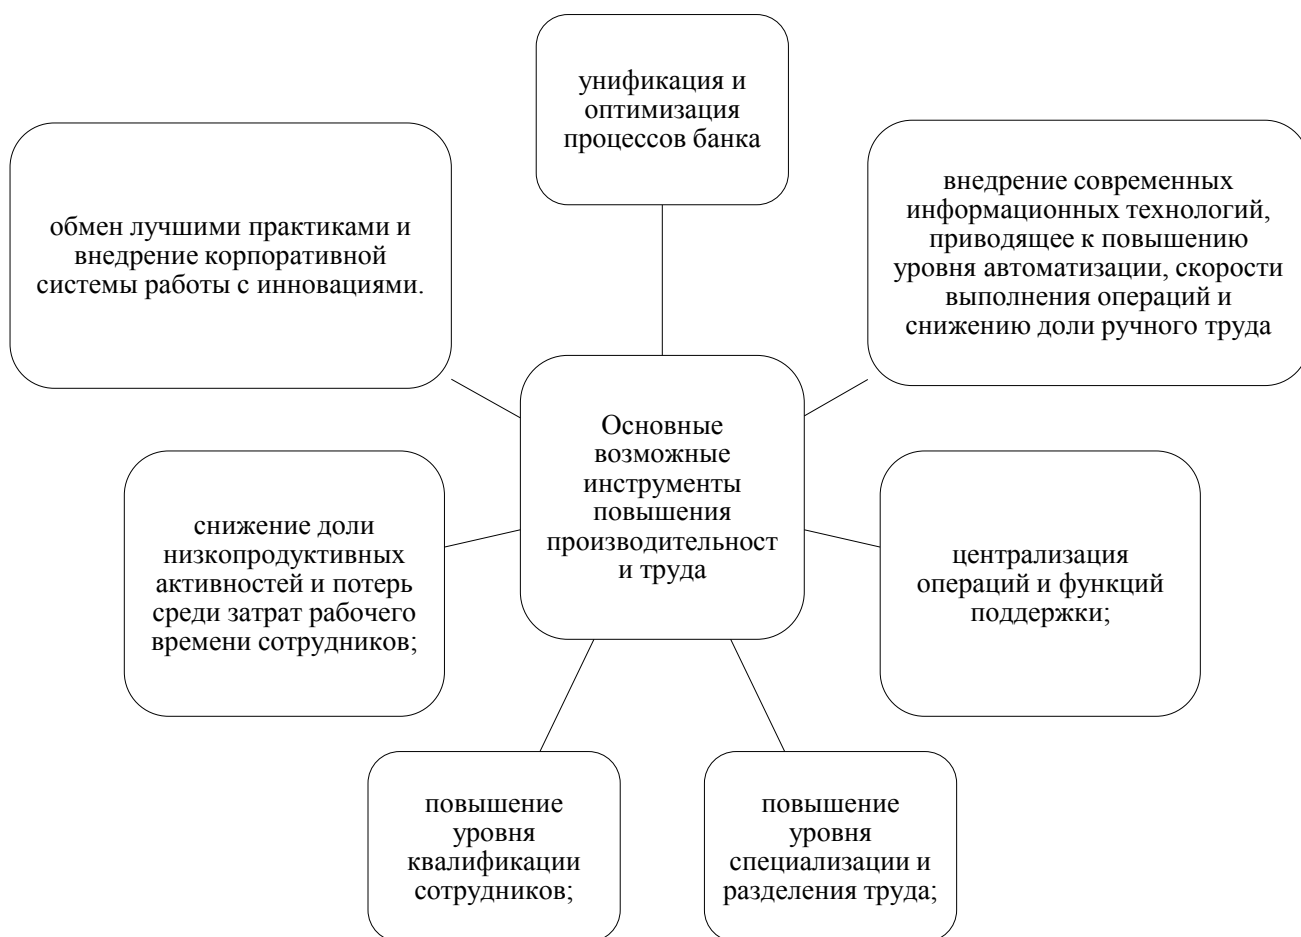 унификация и
оптимизация
процессов банка
обмен лучшими практиками и
внедрение корпоративной
системы работы с инновациями.
внедрение современных
информационных технологий,
приводящее к повышению
уровня автоматизации, скорости
выполнения операций и
снижению доли ручного труда
Основные
возможные
инструменты
повышения
производительност
и труда
снижение доли
низкопродуктивных
активностей и потерь
среди затрат рабочего
времени сотрудников;
централизация
операций и функций
поддержки;
повышение
уровня
квалификации
сотрудников;
повышение
уровня
специализации и
разделения труда;